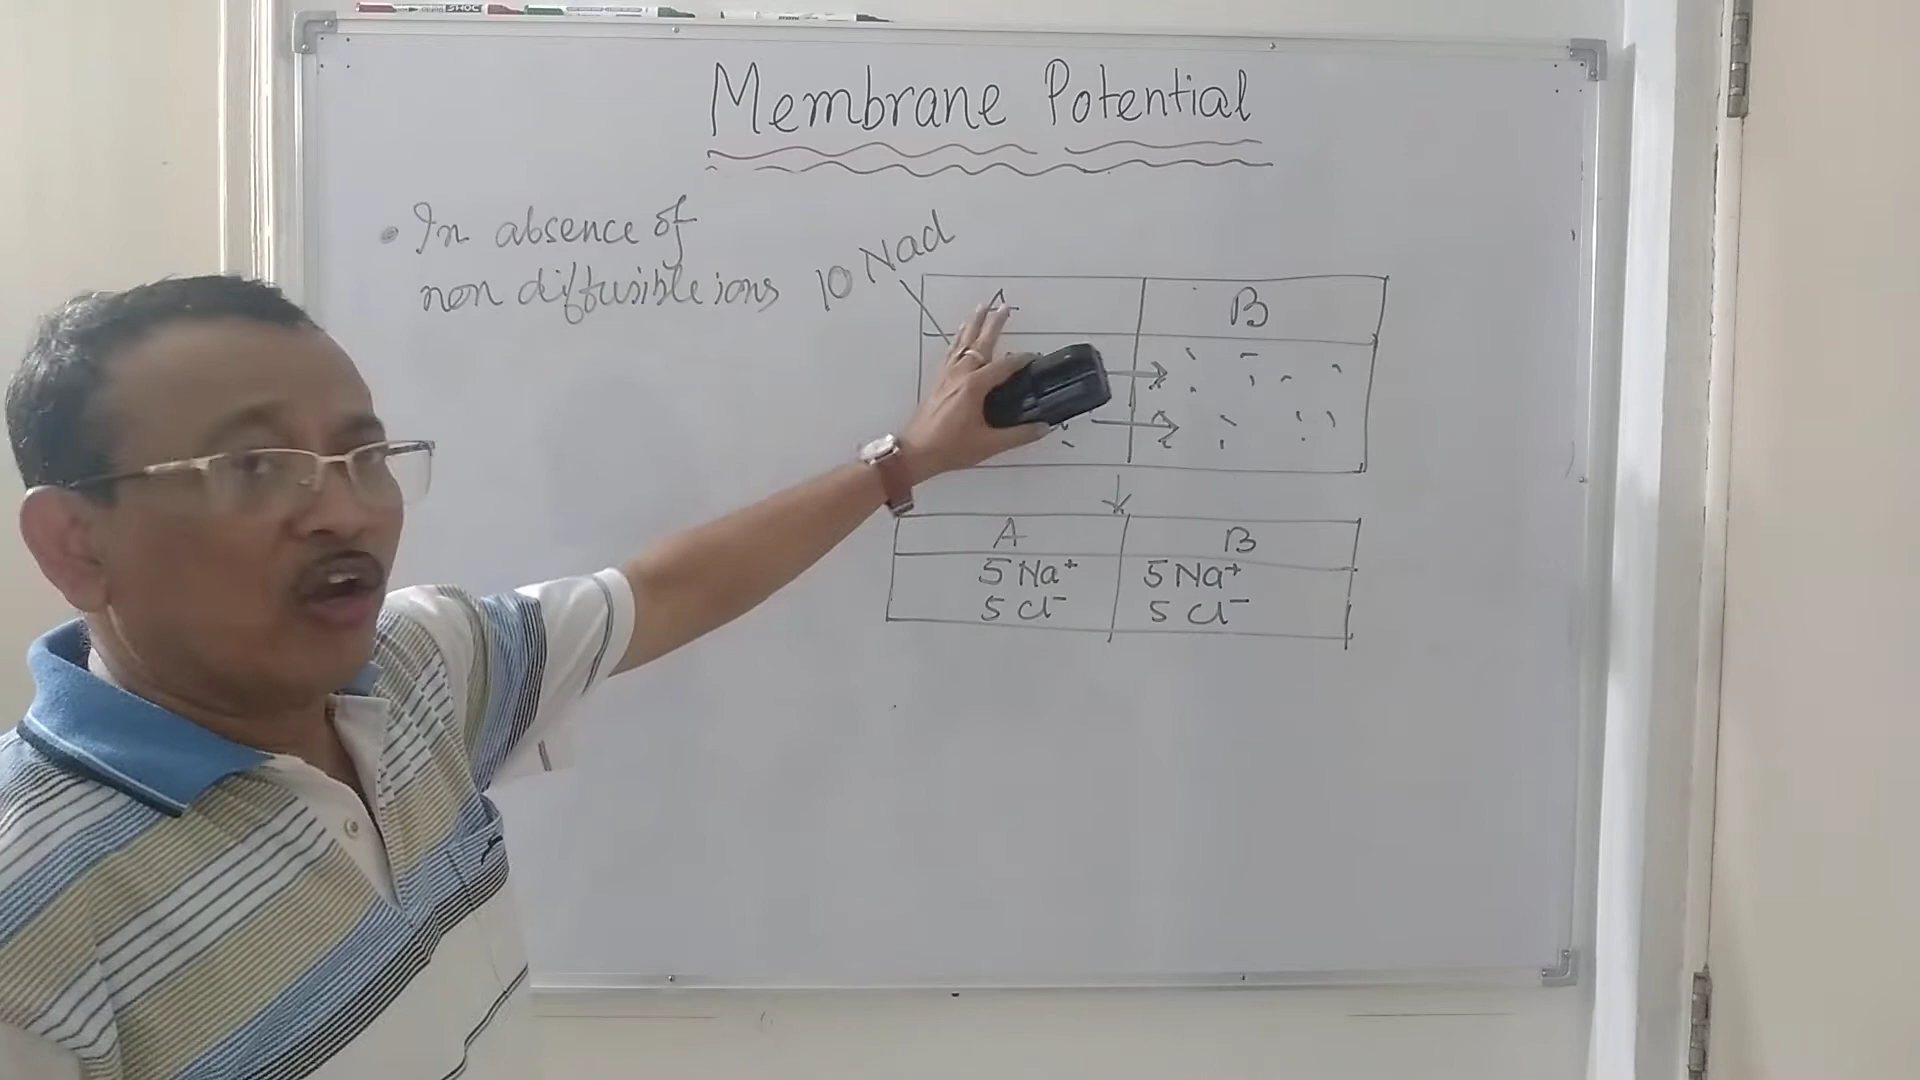 Membrane Potential
• In absence of
non diffusible ions
10 NaCl
A B
A B
5 Na⁺ 5 Na⁺
5 Cl⁻ 5 Cl⁻